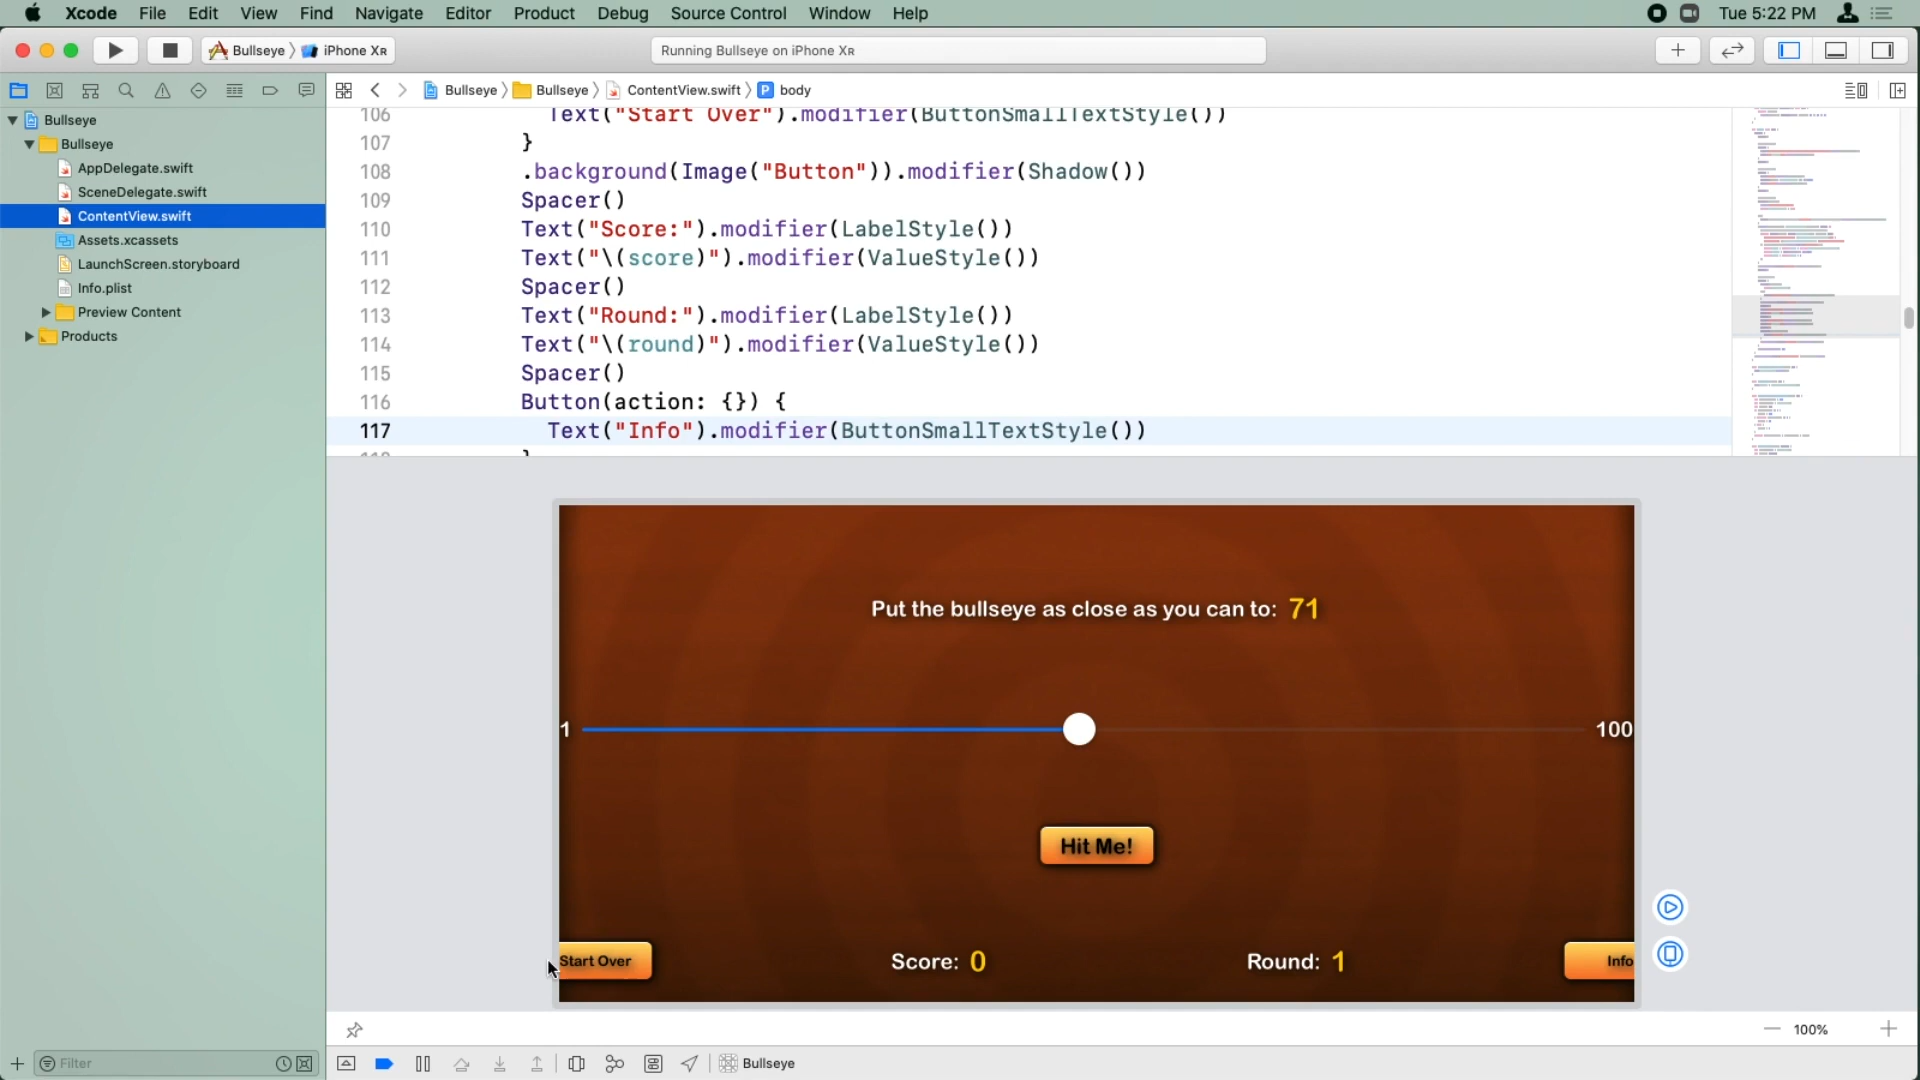 Xcode File Edit View Find Navigate Editor Product Debug Source Control Window Help Tue 5:22 PM
Bullseye iPhone XR Running Bullseye on iPhone XR
Bullseye Bullseye ContentView.swift body
Bullseye
Bullseye
AppDelegate.swift
SceneDelegate.swift
ContentView.swift
Assets.xcassets
LaunchScreen.storyboard
Info.plist
Preview Content
Products
106 Text("Start Over").modifier(ButtonSmallTextStyle())
107 }
108 .background(Image("Button")).modifier(Shadow())
109 Spacer()
110 Text("Score:").modifier(LabelStyle())
111 Text("\(score)").modifier(ValueStyle())
112 Spacer()
113 Text("Round:").modifier(LabelStyle())
114 Text("\(round)").modifier(ValueStyle())
115 Spacer()
116 Button(action: {}) {
117 Text("Info").modifier(ButtonSmallTextStyle())
118 }
Put the bullseye as close as you can to: 71
1 100
Hit Me!
Start Over Score: 0 Round: 1 Info
100%
Filter Bullseye